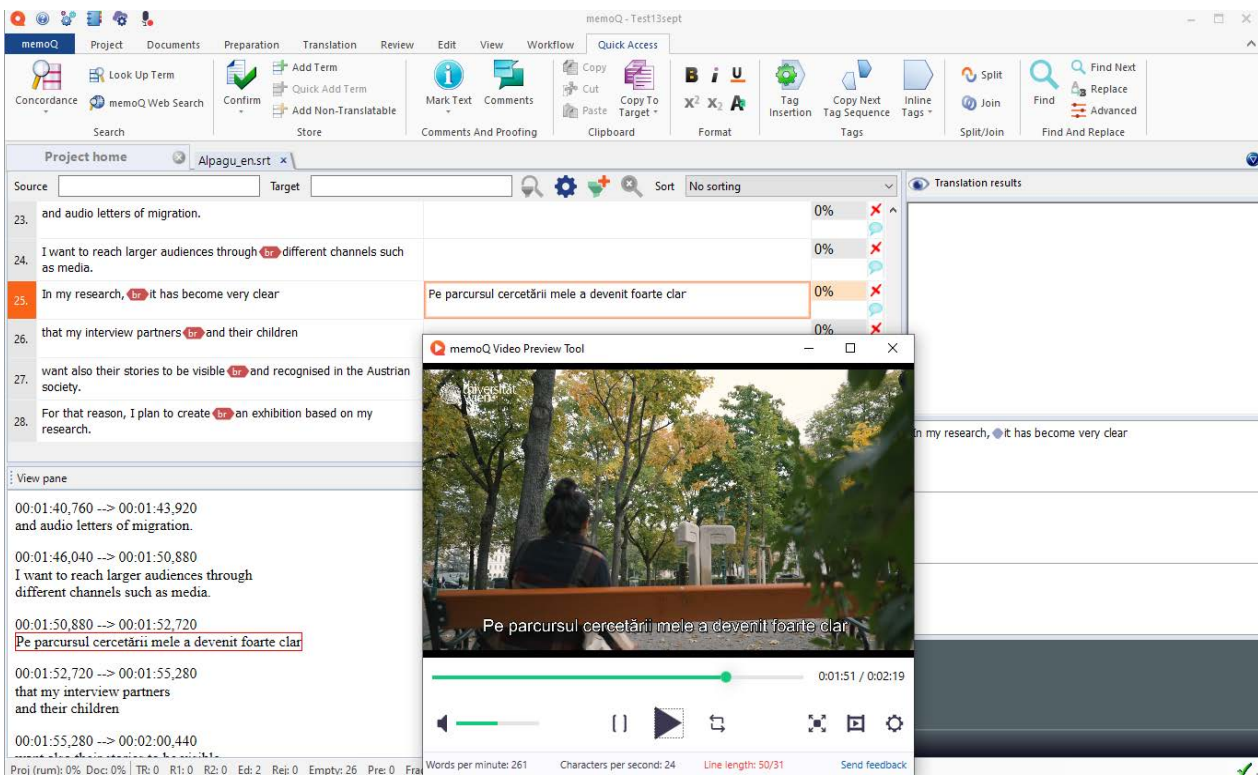 memoQ - Test13sept
memoQ Project Documents Preparation Translation Review Edit View Workflow Quick Access
Concordance
Look Up Term
memoQ Web Search
Search
Confirm
Add Term
Quick Add Term
Add Non-Translatable
Store
Mark Text Comments
Comments And Proofing
Copy
Cut
Paste
Copy To Target
Clipboard
B i U
X² X₂ A
Format
Tag Insertion
Copy Next Tag Sequence
Inline Tags
Tags
Split
Join
Split/Join
Find
Find Next
Replace
Advanced
Find And Replace
Project home Alpagu_en.srt
Source Target Sort No sorting
Translation results
23. and audio letters of migration. 0%
24. I want to reach larger audiences through br different channels such
as media. 0%
25. In my research, br it has become very clear Pe parcursul cercetării mele a devenit foarte clar 0%
26. that my interview partners br and their children 0%
27. want also their stories to be visible br and recognised in the Austrian
society.
28. For that reason, I plan to create br an exhibition based on my
research.
memoQ Video Preview Tool
universität
wien
Pe parcursul cercetării mele a devenit foarte clar
0:01:51 / 0:02:19
Words per minute: 261 Characters per second: 24 Line length: 50/31 Send feedback
In my research, it has become very clear
View pane
00:01:40,760 --> 00:01:43,920
and audio letters of migration.
00:01:46,040 --> 00:01:50,880
I want to reach larger audiences through
different channels such as media.
00:01:50,880 --> 00:01:52,720
Pe parcursul cercetării mele a devenit foarte clar
00:01:52,720 --> 00:01:55,280
that my interview partners
and their children
00:01:55,280 --> 00:02:00,440
want also their stories to be visible
Proj (rum): 0% Doc: 0% TR: 0 R1: 0 R2: 0 Ed: 2 Rej: 0 Empty: 26 Pre: 0